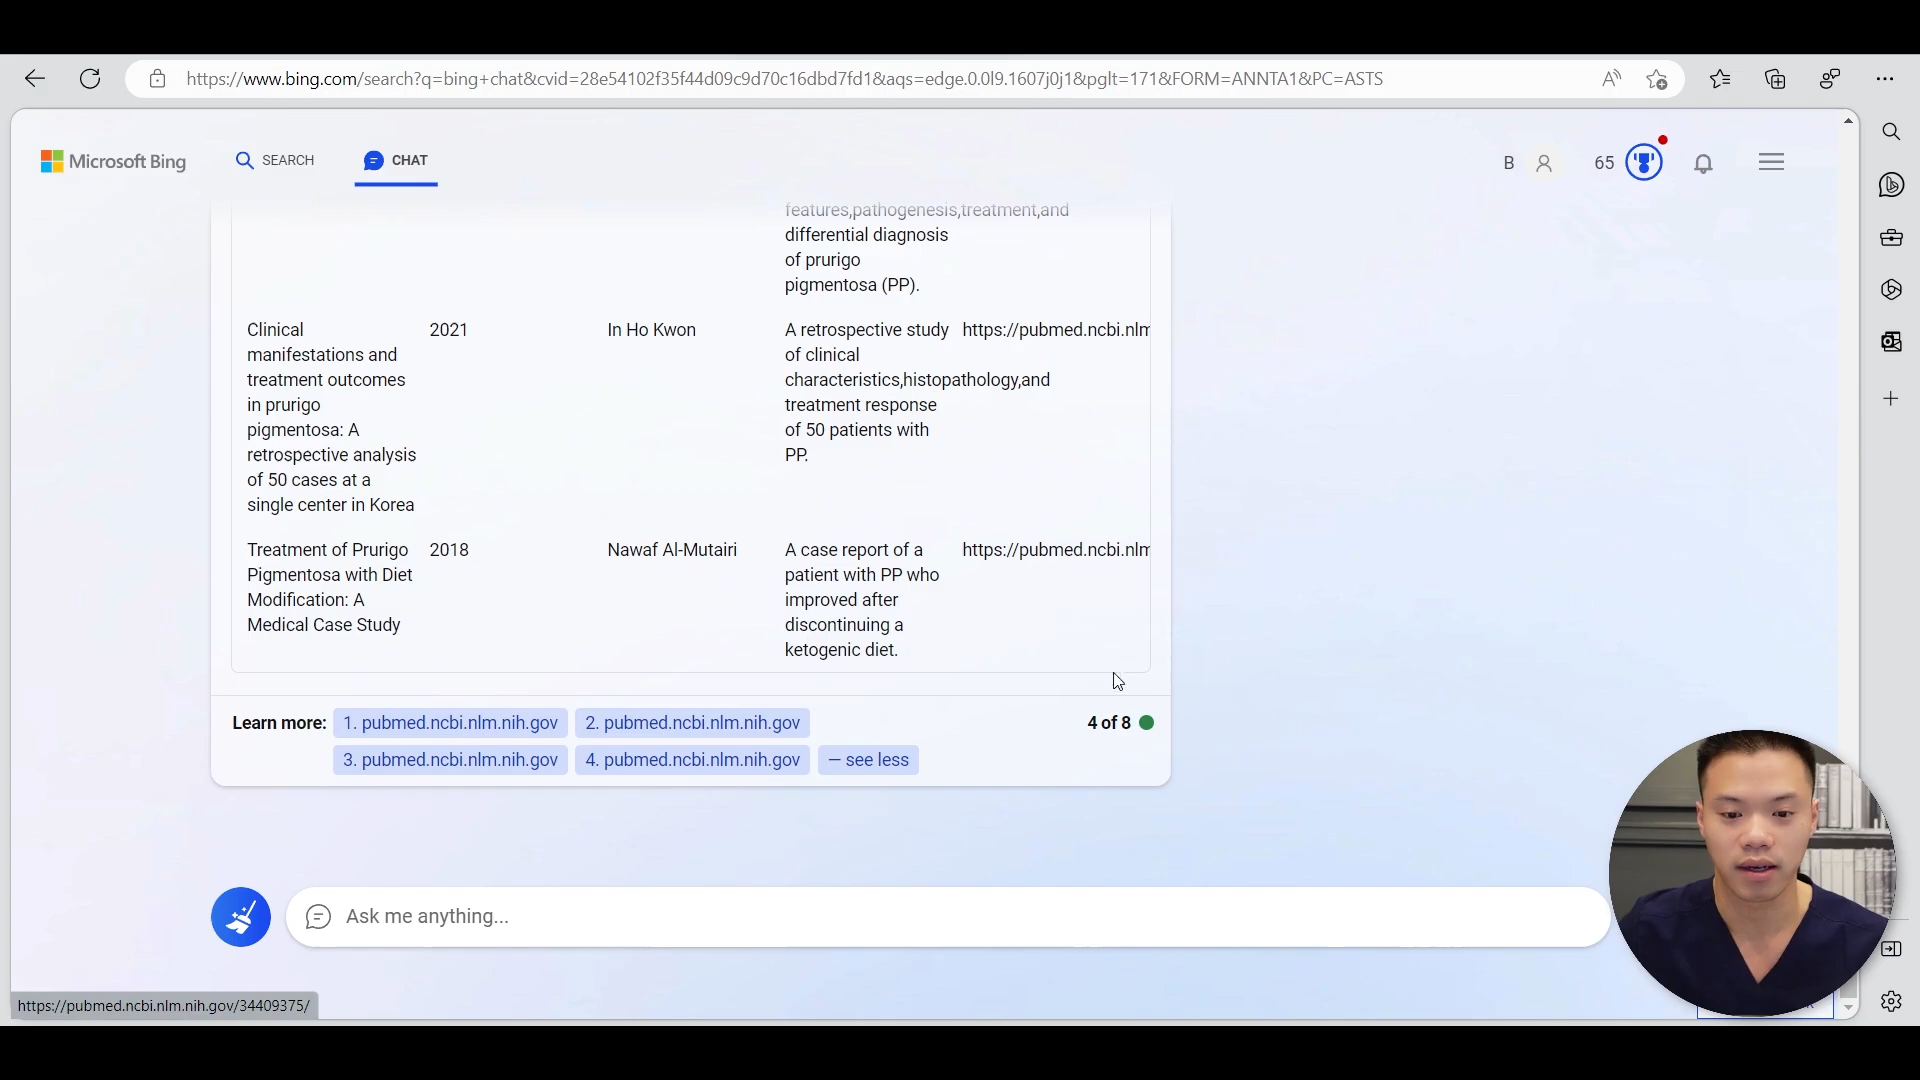 https://www.bing.com/search?q=bing+chat&cvid=28e54102f35f44d09c9d70c16dbd7fd1&aqs=edge.0.0l9.1607j0j1&pglt=171&FORM=ANNTA1&PC=ASTS
Microsoft Bing
SEARCH
CHAT
B
65
features,pathogenesis,treatment,and
differential diagnosis
of prurigo
pigmentosa (PP).
Clinical
manifestations and
treatment outcomes
in prurigo
pigmentosa: A
retrospective analysis
of 50 cases at a
single center in Korea
2021
In Ho Kwon
A retrospective study
of clinical
characteristics,histopathology,and
treatment response
of 50 patients with
PP.
https://pubmed.ncbi.nlm
Treatment of Prurigo
Pigmentosa with Diet
Modification: A
Medical Case Study
2018
Nawaf Al-Mutairi
A case report of a
patient with PP who
improved after
discontinuing a
ketogenic diet.
https://pubmed.ncbi.nlm
Learn more: 1. pubmed.ncbi.nlm.nih.gov 2. pubmed.ncbi.nlm.nih.gov 4 of 8
3. pubmed.ncbi.nlm.nih.gov 4. pubmed.ncbi.nlm.nih.gov — see less
Ask me anything...
https://pubmed.ncbi.nlm.nih.gov/34409375/